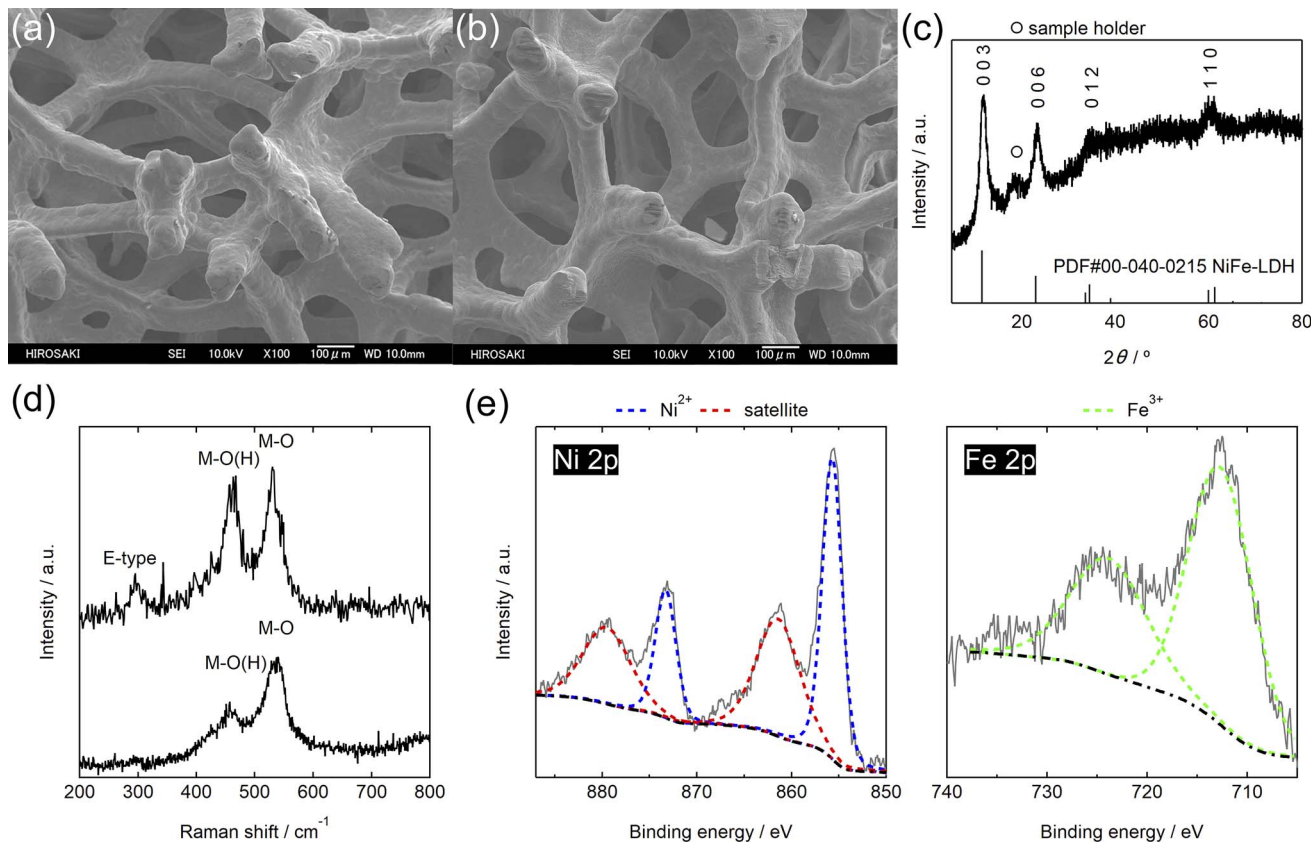 (a)
HIROSAKI SEI 10.0kV X100 100 μm WD 10.0mm
(b)
HIROSAKI SEI 10.0kV X100 100 μm WD 10.0mm
(c)
○ sample holder
0 0 3
0 0 6
0 1 2
1 1 0
Intensity / a.u.
PDF#00-040-0215 NiFe-LDH
20 40 60 80
2θ / º
(d)
M-O
M-O(H)
E-type
M-O
M-O(H)
Intensity / a.u.
200 300 400 500 600 700 800
Raman shift / cm⁻¹
(e)
Ni²⁺ satellite
Ni 2p
Intensity / a.u.
880 870 860 850
Binding energy / eV
Fe³⁺
Fe 2p
740 730 720 710
Binding energy / eV